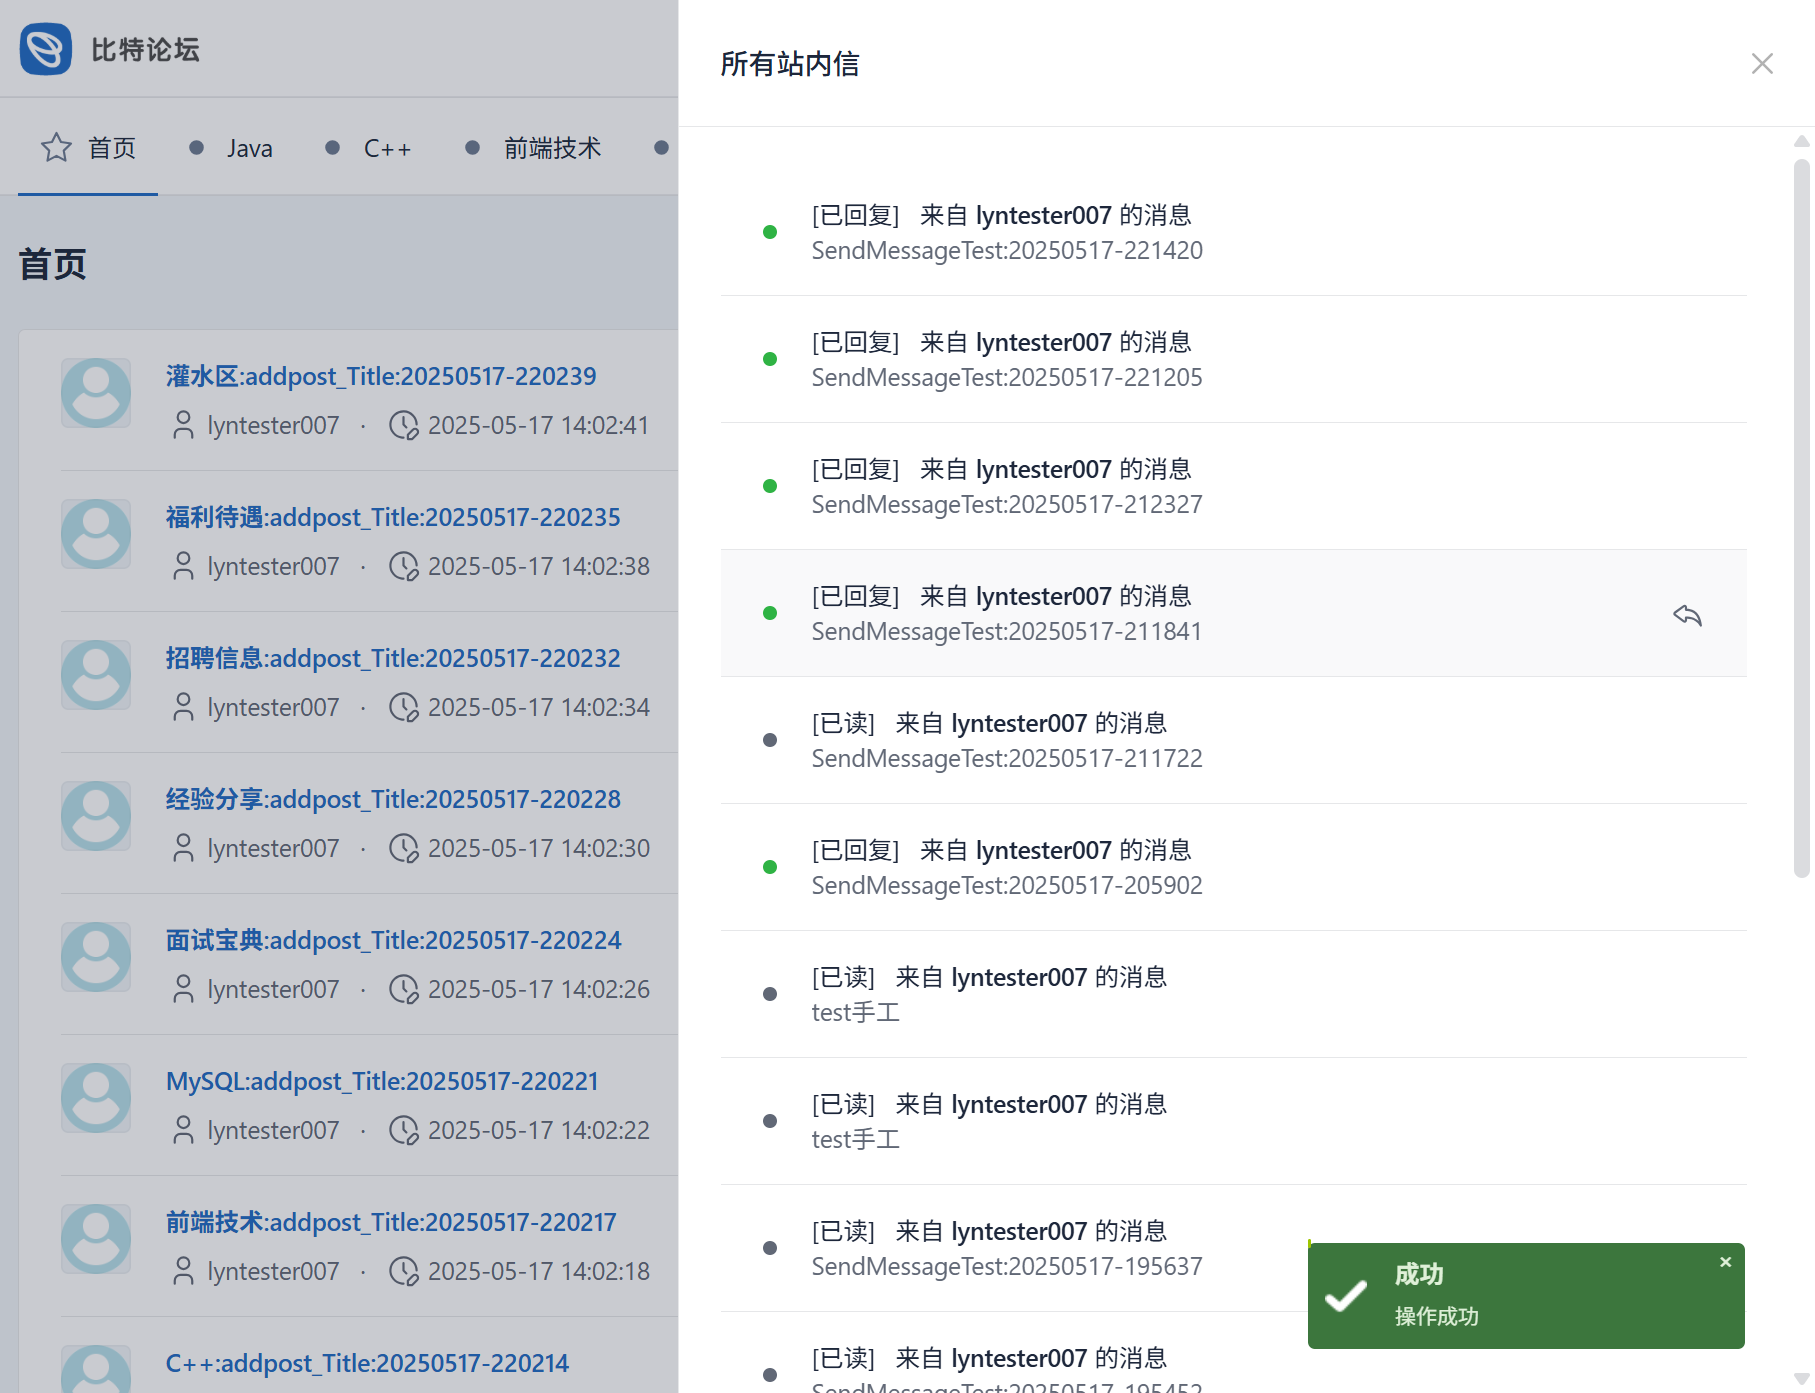 比特论坛
首页
Java
C++
前端技术
首页
灌水区:addpost_Title:20250517-220239
lyntester007 · 2025-05-17 14:02:41
福利待遇:addpost_Title:20250517-220235
lyntester007 · 2025-05-17 14:02:38
招聘信息:addpost_Title:20250517-220232
lyntester007 · 2025-05-17 14:02:34
经验分享:addpost_Title:20250517-220228
lyntester007 · 2025-05-17 14:02:30
面试宝典:addpost_Title:20250517-220224
lyntester007 · 2025-05-17 14:02:26
MySQL:addpost_Title:20250517-220221
lyntester007 · 2025-05-17 14:02:22
前端技术:addpost_Title:20250517-220217
lyntester007 · 2025-05-17 14:02:18
C++:addpost_Title:20250517-220214
所有站内信
[已回复] 来自 lyntester007 的消息
SendMessageTest:20250517-221420
[已回复] 来自 lyntester007 的消息
SendMessageTest:20250517-221205
[已回复] 来自 lyntester007 的消息
SendMessageTest:20250517-212327
[已回复] 来自 lyntester007 的消息
SendMessageTest:20250517-211841
[已读] 来自 lyntester007 的消息
SendMessageTest:20250517-211722
[已回复] 来自 lyntester007 的消息
SendMessageTest:20250517-205902
[已读] 来自 lyntester007 的消息
test手工
[已读] 来自 lyntester007 的消息
test手工
[已读] 来自 lyntester007 的消息
SendMessageTest:20250517-195637
[已读] 来自 lyntester007 的消息
SendMessageTest:20250517-195452
成功
操作成功